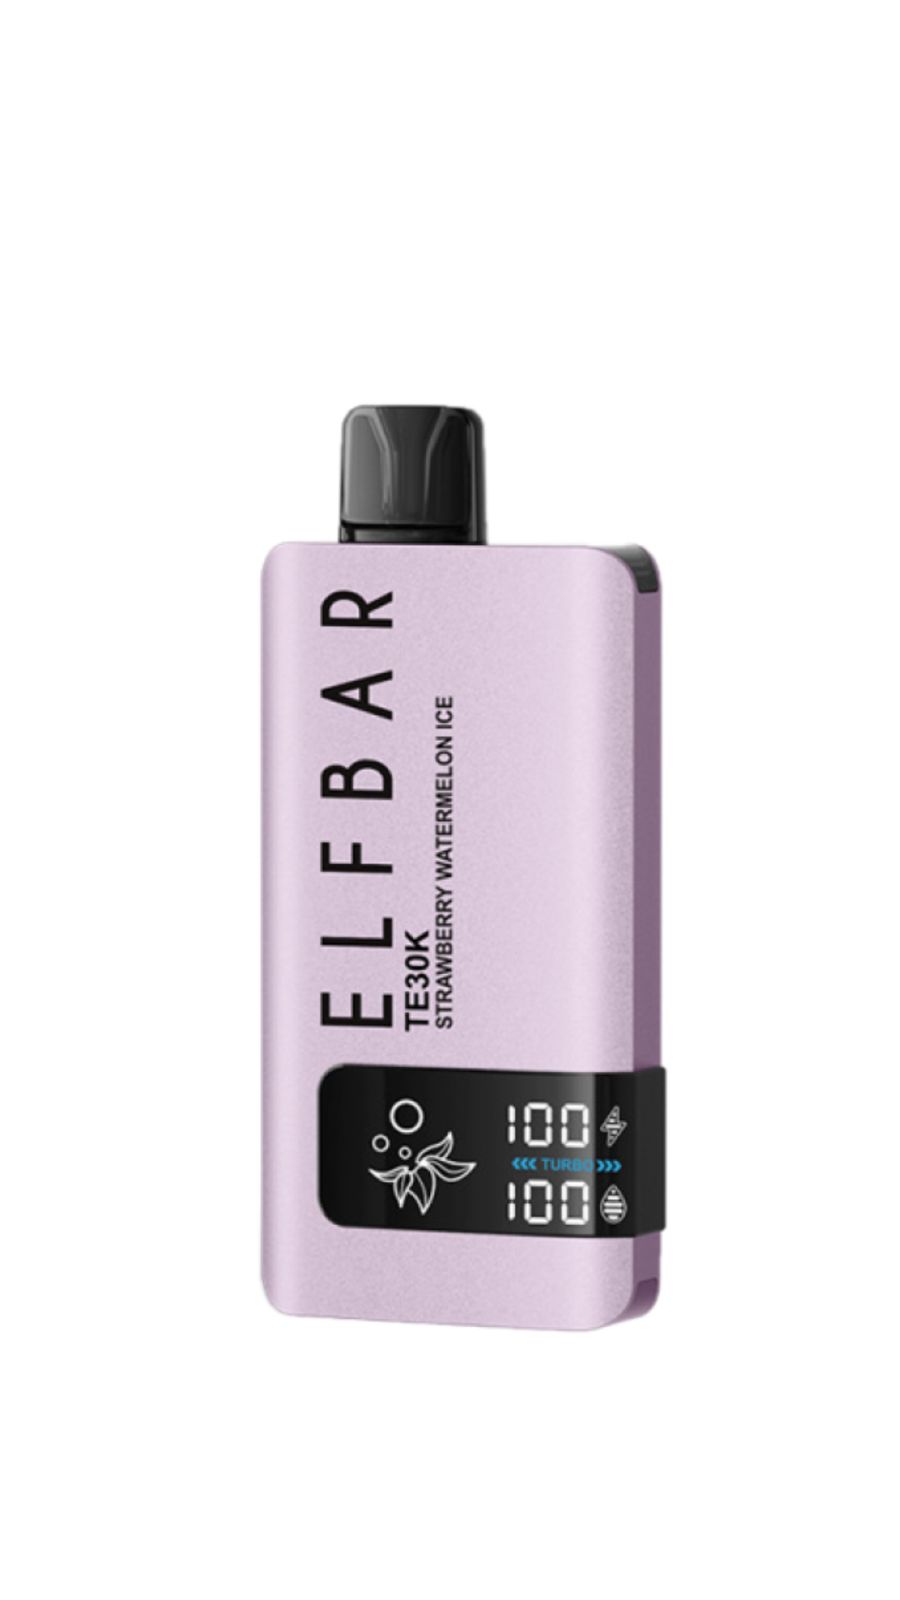 ELFBAR
TE30K
STRAWBERRY WATERMELON ICE
100
<<< TURBO >>>
100